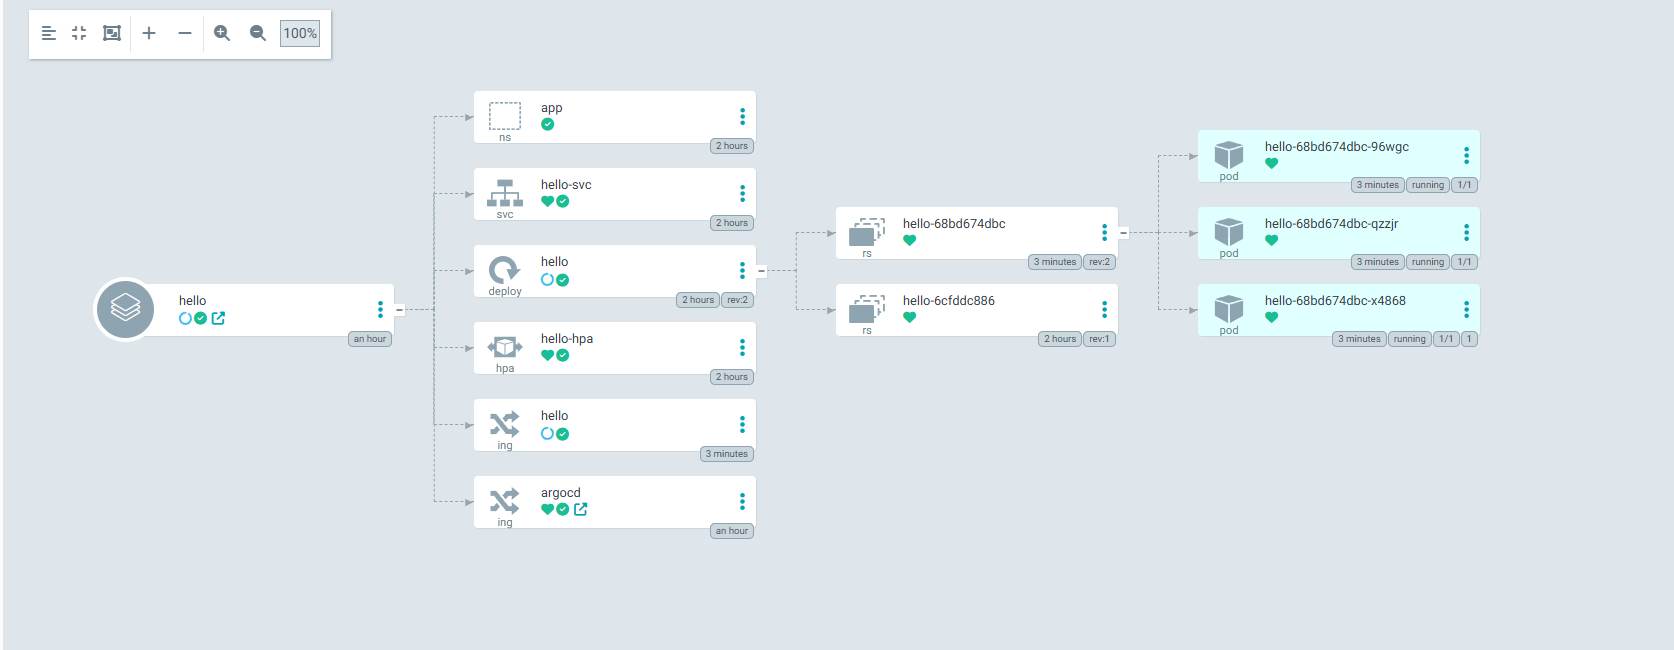 100%
app
ns
2 hours
hello-svc
svc
2 hours
hello
deploy
2 hours rev:2
hello
an hour
hello-hpa
hpa
2 hours
hello
ing
3 minutes
argocd
ing
an hour
hello-68bd674dbc
rs
3 minutes rev:2
hello-6cfddc886
rs
2 hours rev:1
hello-68bd674dbc-96wgc
pod
3 minutes running 1/1
hello-68bd674dbc-qzzjr
pod
3 minutes running 1/1
hello-68bd674dbc-x4868
pod
3 minutes running 1/1 1